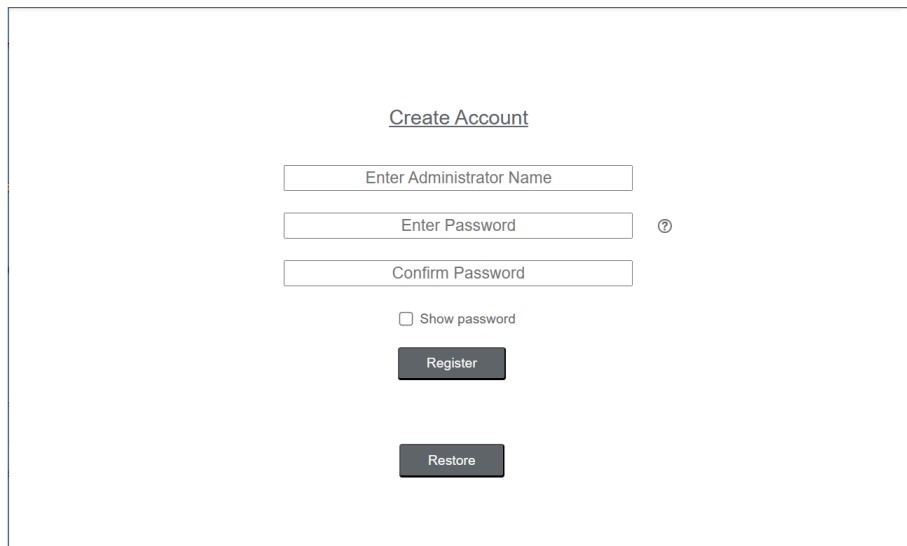 Create Account
Enter Administrator Name
Enter Password
Confirm Password
Show password
Register
Restore